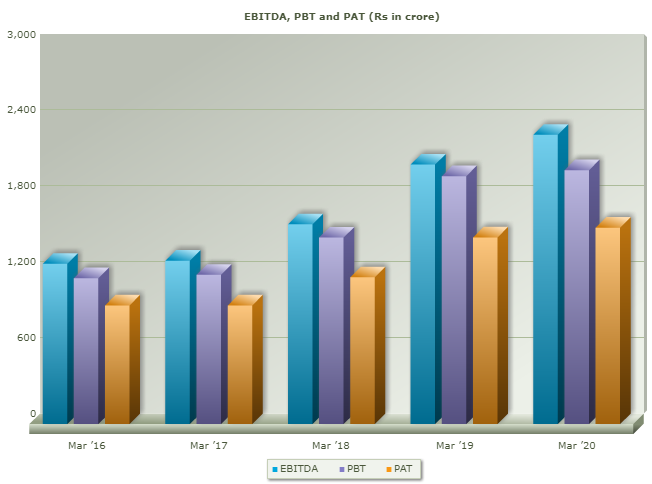 EBITDA, PBT and PAT (Rs in crore)
3,000
2,400
1,800
1,200
600
0
Mar '16 Mar '17 Mar '18 Mar '19 Mar '20
EBITDA PBT PAT